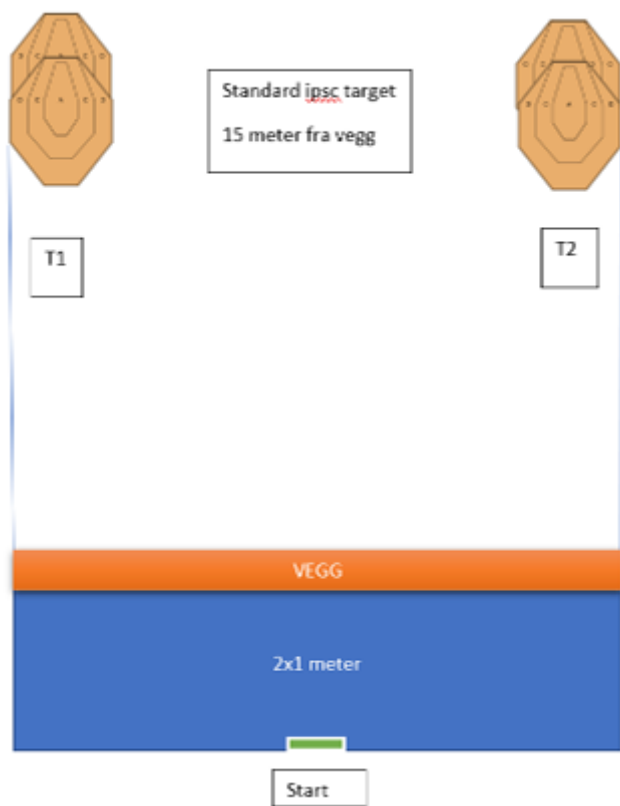 Standard ipsc target
15 meter fra vegg
T1
T2
VEGG
2x1 meter
Start